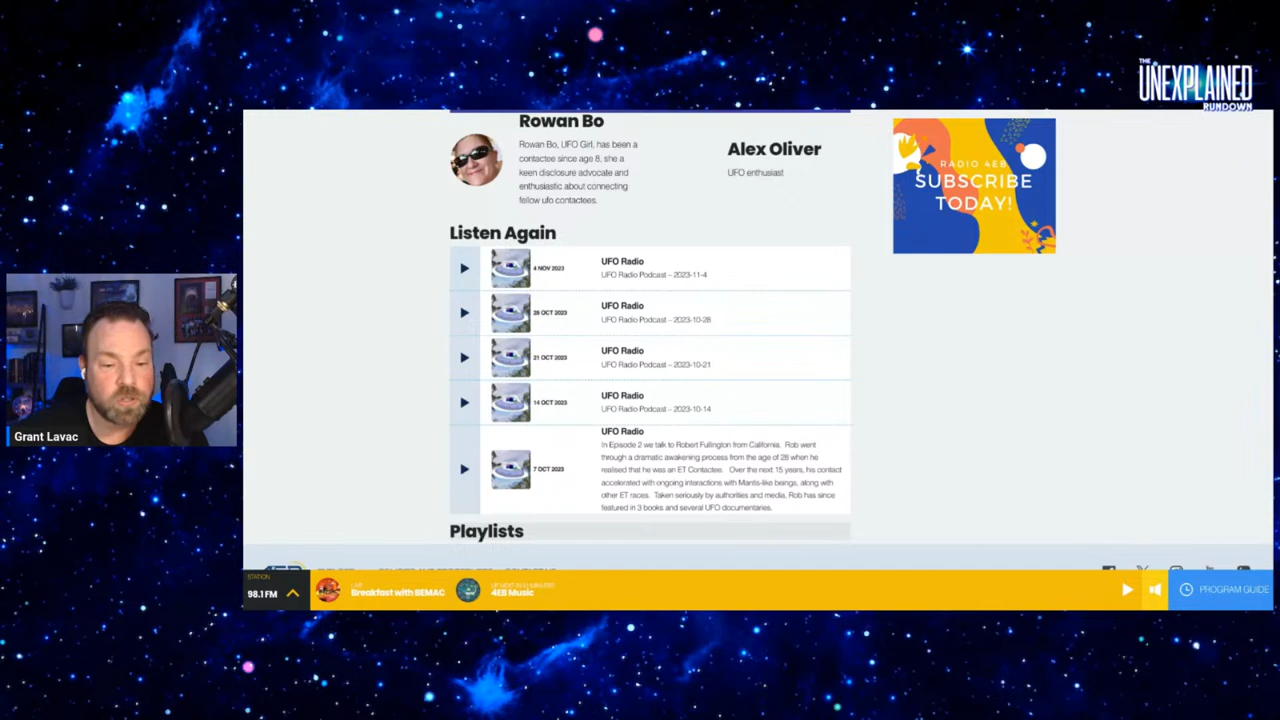 THE
UNEXPLAINED
RUNDOWN
Rowan Bo
Rowan Bo, UFO Girl, has been a
contactee since age 8, she a
keen disclosure advocate and
enthusiastic about connecting
fellow ufo contactees.
Alex Oliver
UFO enthusiast
RADIO 4EB
SUBSCRIBE
TODAY!
Listen Again
4 NOV 2023
UFO Radio
UFO Radio Podcast – 2023-11-4
28 OCT 2023
UFO Radio
UFO Radio Podcast – 2023-10-28
21 OCT 2023
UFO Radio
UFO Radio Podcast – 2023-10-21
14 OCT 2023
UFO Radio
UFO Radio Podcast – 2023-10-14
7 OCT 2023
UFO Radio
In Episode 2 we talk to Robert Fullington from California. Rob went
through a dramatic awakening process from the age of 28 when he
realised that he was an ET Contactee. Over the next 15 years, his contact
accelerated with ongoing interactions with Mantis-like beings, along with
other ET races. Taken seriously by authorities and media, Rob has since
featured in 3 books and several UFO documentaries.
Playlists
Grant Lavac
STATION
98.1 FM
LIVE
Breakfast with BEMAC
4EB Music
PROGRAM GUIDE